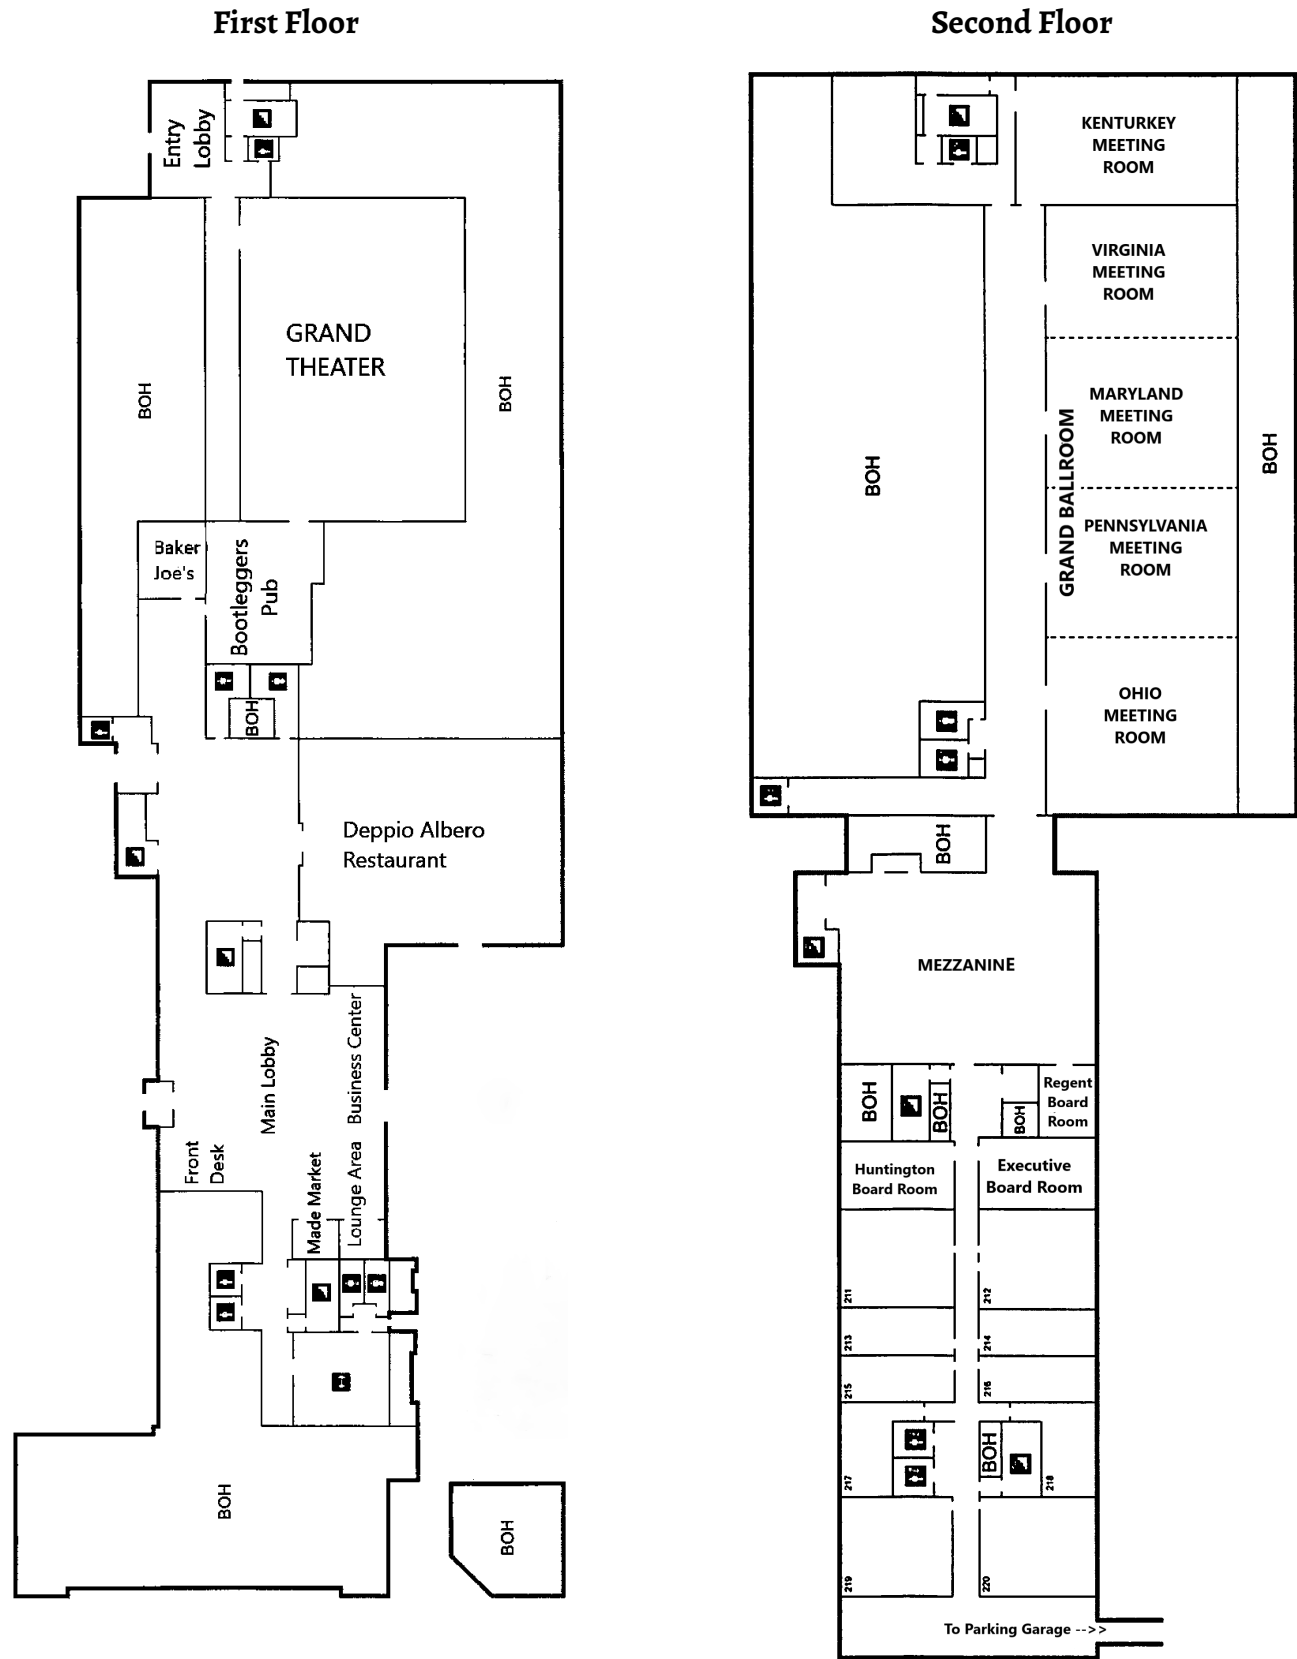 First Floor
Entry
Lobby
GRAND
THEATER
BOH
BOH
Baker
Joe's
Bootleggers
Pub
BOH
Deppio Albero
Restaurant
Business Center
Main Lobby
Front
Desk
Made Market
Lounge Area
BOH
BOH
Second Floor
KENTURKEY
MEETING
ROOM
VIRGINIA
MEETING
ROOM
MARYLAND
MEETING
ROOM
GRAND BALLROOM
BOH
BOH
PENNSYLVANIA
MEETING
ROOM
OHIO
MEETING
ROOM
BOH
MEZZANINE
BOH
BOH
BOH
Regent
Board
Room
Huntington
Board Room
Executive
Board Room
211
212
213
214
215
216
217
BOH
218
219
220
To Parking Garage -->>